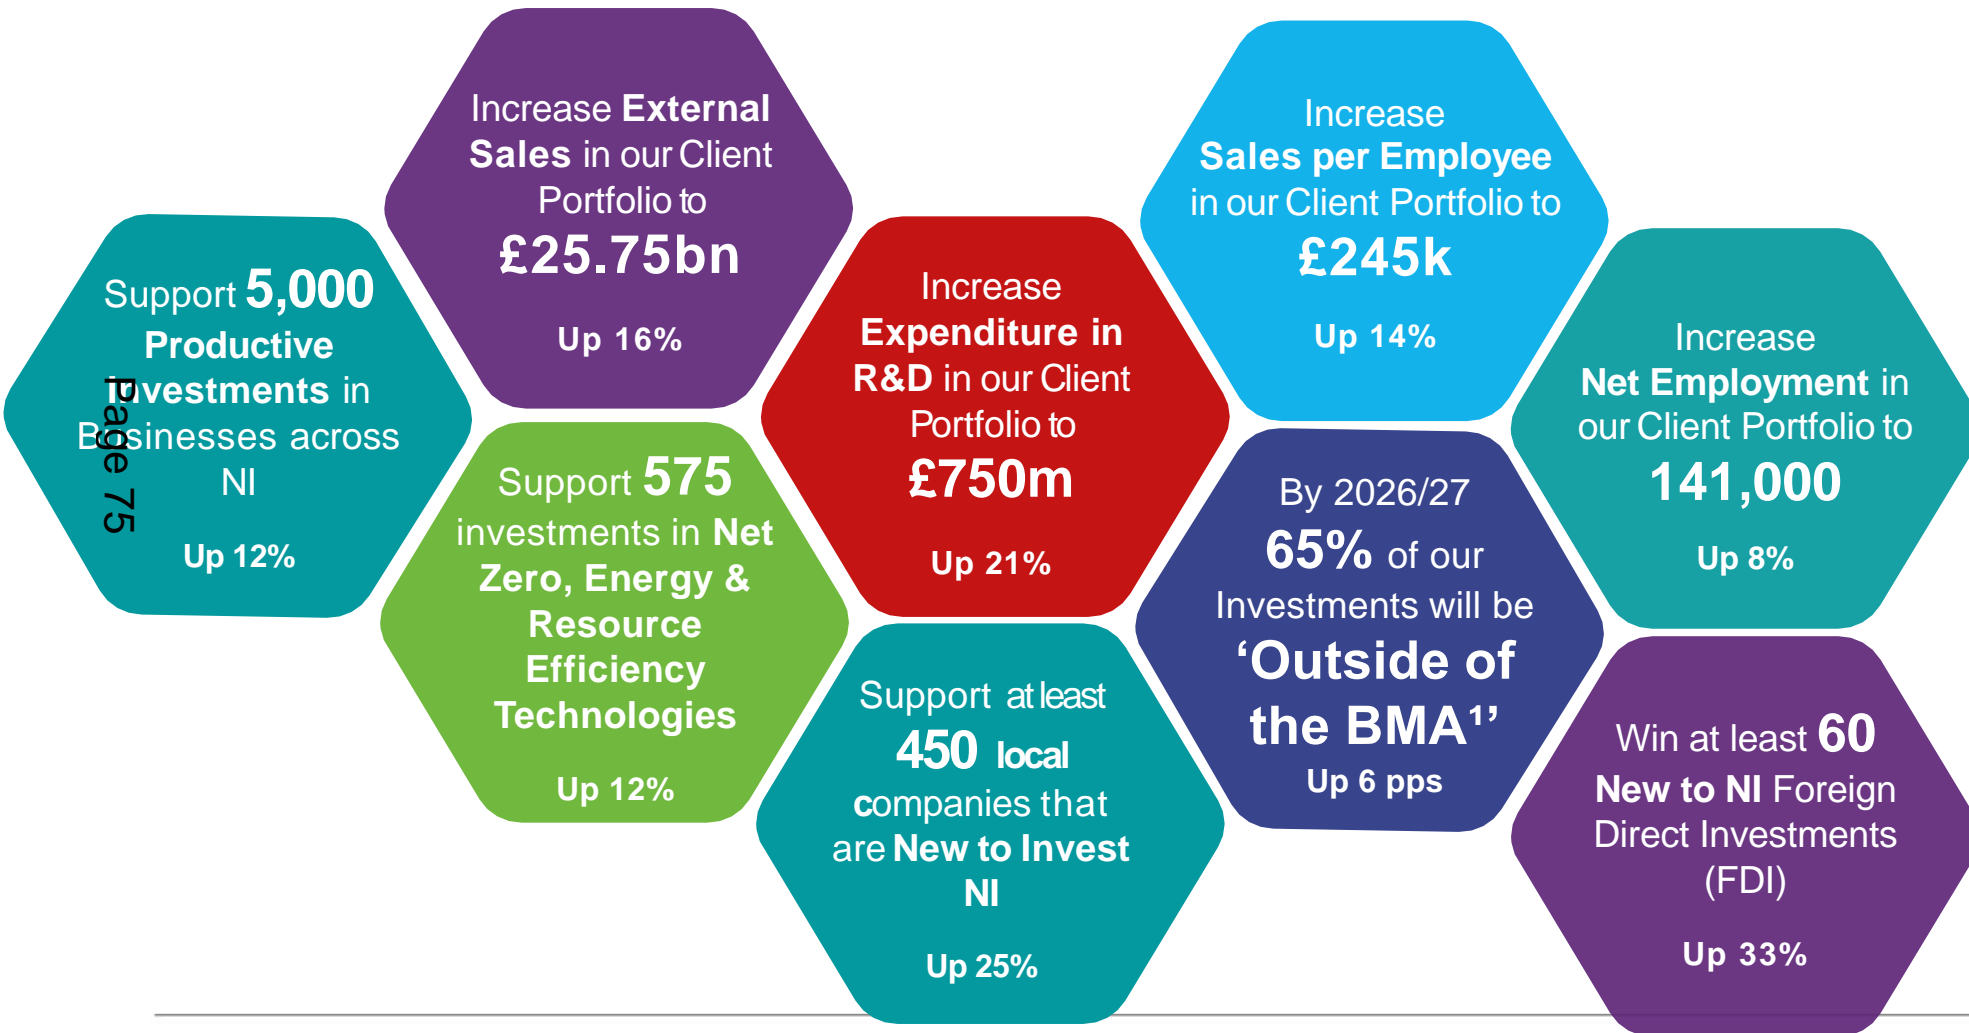 Increase External
Sales in our Client
Portfolio to
£25.75bn
Up 16%
Increase
Sales per Employee
in our Client Portfolio to
£245k
Up 14%
Support 5,000
Productive
investments in
Businesses across
NI
Up 12%
Page 75
Increase
Expenditure in
R&D in our Client
Portfolio to
£750m
Up 21%
Increase
Net Employment in
our Client Portfolio to
141,000
Up 8%
Support 575
investments in Net
Zero, Energy &
Resource
Efficiency
Technologies
Up 12%
By 2026/27
65% of our
Investments will be
‘Outside of
the BMA¹’
Up 6 pps
Support at least
450 local
companies that
are New to Invest
NI
Up 25%
Win at least 60
New to NI Foreign
Direct Investments
(FDI)
Up 33%